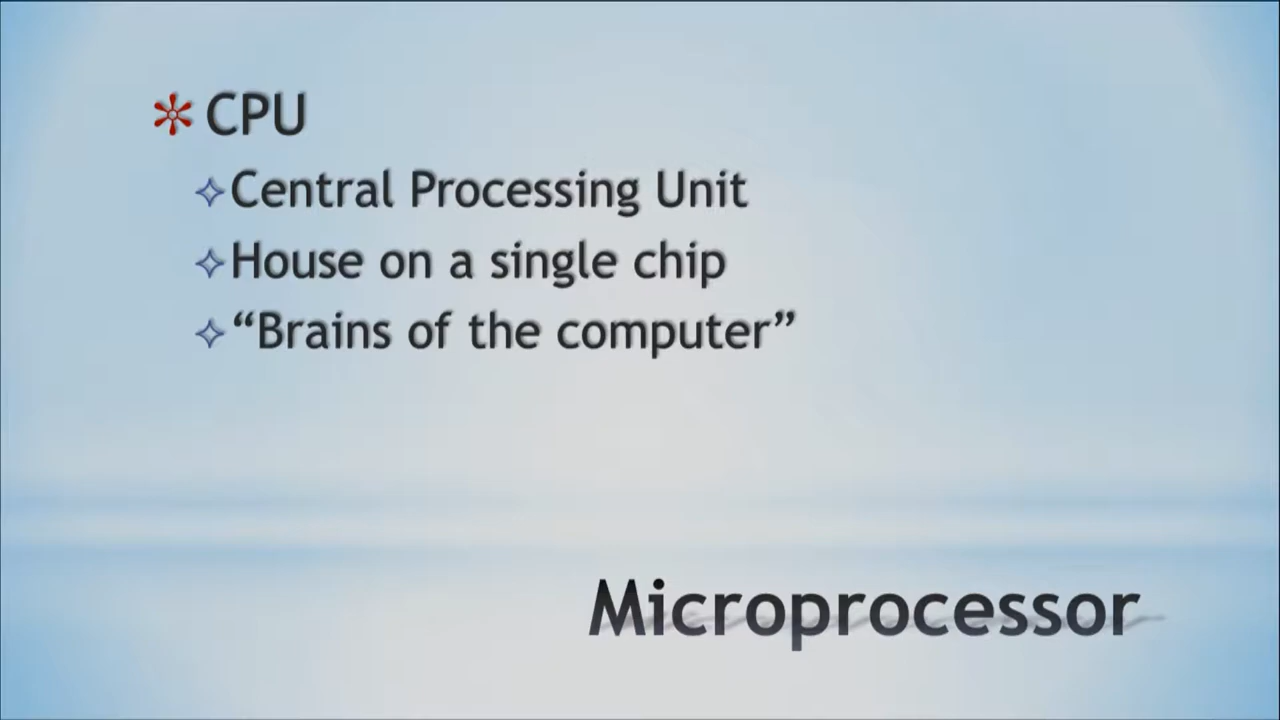 CPU
Central Processing Unit
House on a single chip
“Brains of the computer”
Microprocessor